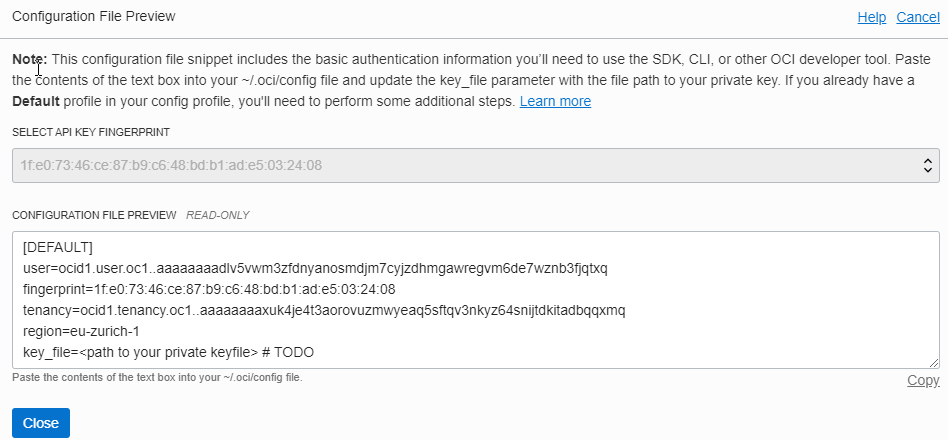 Configuration File Preview
Help Cancel
Note: This configuration file snippet includes the basic authentication information you'll need to use the SDK, CLI, or other OCI developer tool. Paste
the contents of the text box into your ~/.oci/config file and update the key_file parameter with the file path to your private key. If you already have a
Default profile in your config profile, you'll need to perform some additional steps. Learn more
SELECT API KEY FINGERPRINT
1f:e0:73:46:ce:87:b9:c6:48:bd:b1:ad:e5:03:24:08
CONFIGURATION FILE PREVIEW READ-ONLY
[DEFAULT]
user=ocid1.user.oc1..aaaaaaaadlv5vwm3zfdnyanosmdjm7cyjzdhmgawregvm6de7wznb3fjqtxq
fingerprint=1f:e0:73:46:ce:87:b9:c6:48:bd:b1:ad:e5:03:24:08
tenancy=ocid1.tenancy.oc1..aaaaaaaaxuk4je4t3aorovuzmwyeaq5sftqv3nkyz64snijtdkitadbqqxmq
region=eu-zurich-1
key_file=<path to your private keyfile> # TODO
Paste the contents of the text box into your ~/.oci/config file.
Copy
Close